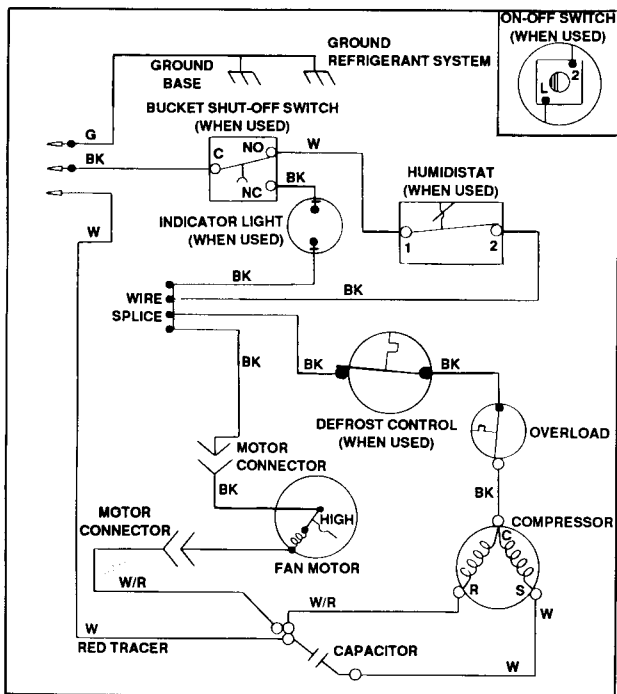 ON-OFF SWITCH
(WHEN USED)
2
L
GROUND
REFRIGERANT SYSTEM
GROUND
BASE
BUCKET SHUT-OFF SWITCH
(WHEN USED)
G
BK
C
NO
NC
W
BK
HUMIDISTAT
(WHEN USED)
1
2
INDICATOR LIGHT
(WHEN USED)
W
BK
BK
WIRE
SPLICE
BK
BK
BK
DEFROST CONTROL
(WHEN USED)
OVERLOAD
MOTOR
CONNECTOR
BK
HIGH
FAN MOTOR
MOTOR
CONNECTOR
BK
COMPRESSOR
C
R
S
W/R
W/R
W
W
RED TRACER
CAPACITOR
W